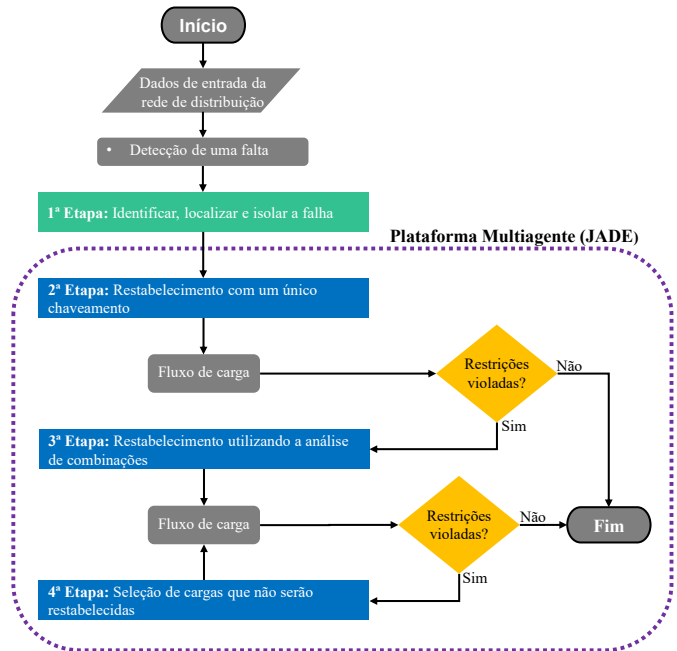 Início
Dados de entrada da
rede de distribuição
• Detecção de uma falta
1ª Etapa: Identificar, localizar e isolar a falha
Plataforma Multiagente (JADE)
2ª Etapa: Restabelecimento com um único
chaveamento
Fluxo de carga
Restrições
violadas?
Não
Sim
3ª Etapa: Restabelecimento utilizando a análise
de combinações
Fluxo de carga
Restrições
violadas?
Não
Fim
Sim
4ª Etapa: Seleção de cargas que não serão
restabelecidas